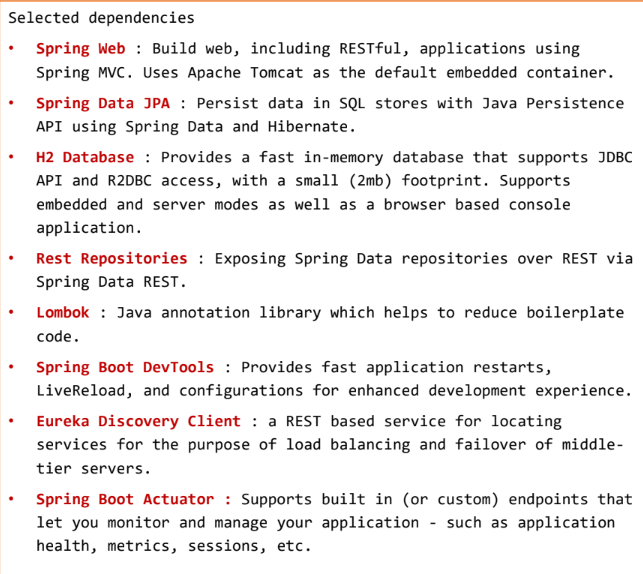 Selected dependencies
• Spring Web : Build web, including RESTful, applications using
Spring MVC. Uses Apache Tomcat as the default embedded container.
• Spring Data JPA : Persist data in SQL stores with Java Persistence
API using Spring Data and Hibernate.
• H2 Database : Provides a fast in-memory database that supports JDBC
API and R2DBC access, with a small (2mb) footprint. Supports
embedded and server modes as well as a browser based console
application.
• Rest Repositories : Exposing Spring Data repositories over REST via
Spring Data REST.
• Lombok : Java annotation library which helps to reduce boilerplate
code.
• Spring Boot DevTools : Provides fast application restarts,
LiveReload, and configurations for enhanced development experience.
• Eureka Discovery Client : a REST based service for locating
services for the purpose of load balancing and failover of middle-
tier servers.
• Spring Boot Actuator : Supports built in (or custom) endpoints that
let you monitor and manage your application - such as application
health, metrics, sessions, etc.